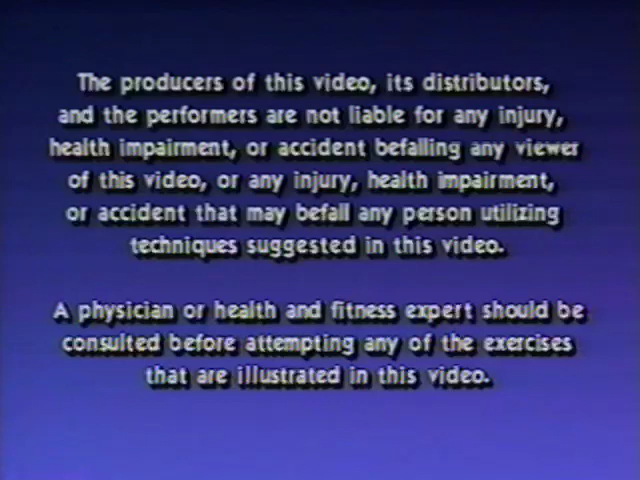 The producers of this video, its distributors,
and the performers are not liable for any injury,
health impairment, or accident befalling any viewer
of this video, or any injury, health impairment,
or accident that may befall any person utilizing
techniques suggested in this video.
A physician or health and fitness expert should be
consulted before attempting any of the exercises
that are illustrated in this video.